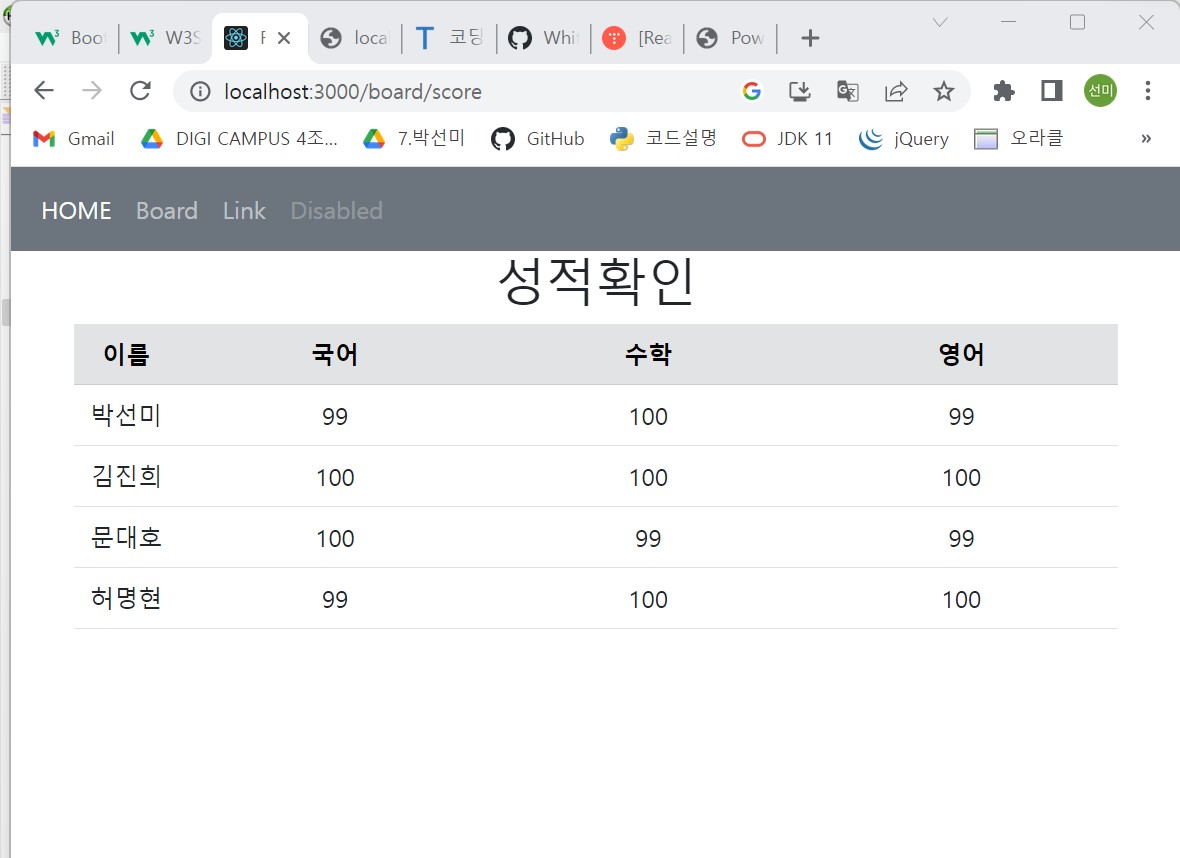 Boo W3S F loca 코딩 Whi [Rea Pow
localhost:3000/board/score 선미
Gmail DIGI CAMPUS 4조... 7.박선미 GitHub 코드설명 JDK 11 jQuery 오라클 »
HOME Board Link Disabled
성적확인
이름 국어 수학 영어
박선미 99 100 99
김진희 100 100 100
문대호 100 99 99
허명현 99 100 100